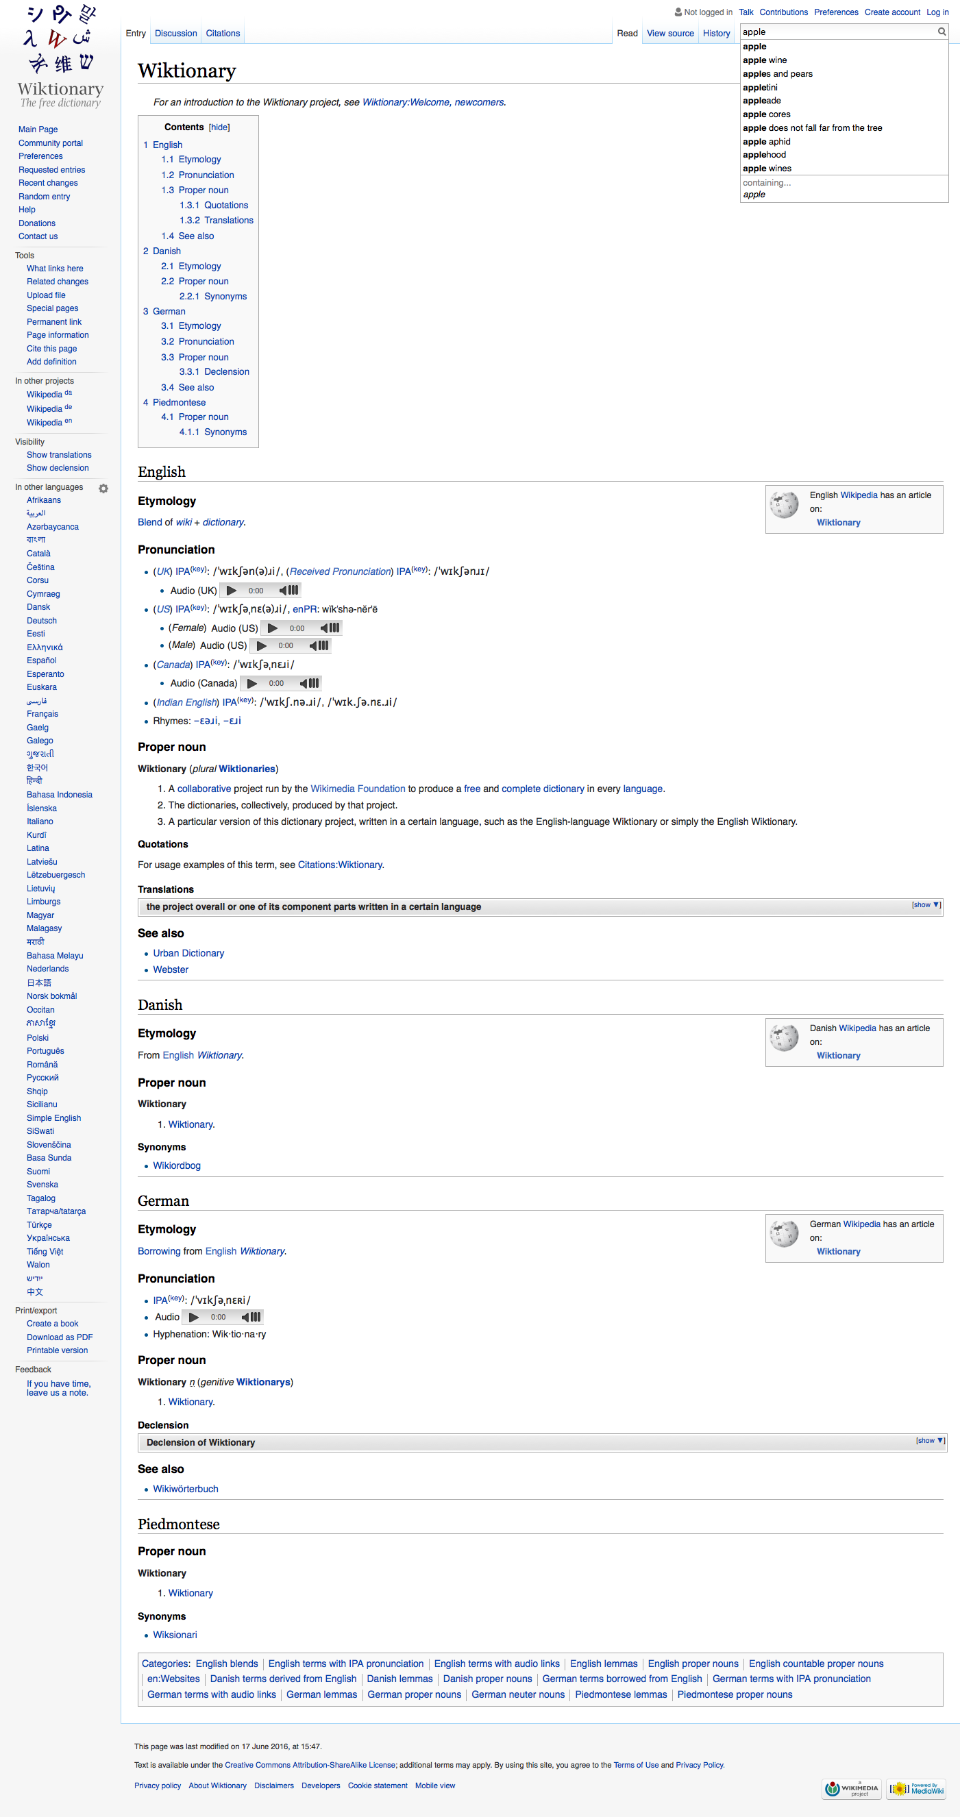 Wiktionary
The free dictionary
Main Page
Community portal
Preferences
Requested entries
Recent changes
Random entry
Help
Donations
Contact us
Tools
What links here
Related changes
Upload file
Special pages
Permanent link
Page information
Cite this page
Add definition
In other projects
Wikipedia da
Wikipedia de
Wikipedia en
Visibility
Show translations
Show declension
In other languages
Afrikaans
العربية
Azərbaycanca
বাংলা
Català
Čeština
Corsu
Cymraeg
Dansk
Deutsch
Eesti
Ελληνικά
Español
Esperanto
Euskara
فارسی
Français
Gaelg
Galego
ગુજરાતી
한국어
हिन्दी
Bahasa Indonesia
Íslenska
Italiano
Kurdî
Latina
Latviešu
Lëtzebuergesch
Lietuvių
Limburgs
Magyar
Malagasy
मराठी
Bahasa Melayu
Nederlands
日本語
Norsk bokmål
Occitan
ភាសាខ្មែរ
Polski
Português
Română
Русский
Shqip
Sicilianu
Simple English
SiSwati
Slovenščina
Basa Sunda
Suomi
Svenska
Tagalog
Татарча/tatarça
Türkçe
Українська
Tiếng Việt
Walon
ייִדיש
中文
Print/export
Create a book
Download as PDF
Printable version
Feedback
If you have time,
leave us a note.
Not logged in Talk Contributions Preferences Create account Log in
Entry Discussion Citations Read View source History apple
apple
apple wine
apples and pears
appletini
appleade
apple cores
apple does not fall far from the tree
apple aphid
applehood
apple wines
containing...
apple
Wiktionary
For an introduction to the Wiktionary project, see Wiktionary:Welcome, newcomers.
Contents [hide]
1 English
1.1 Etymology
1.2 Pronunciation
1.3 Proper noun
1.3.1 Quotations
1.3.2 Translations
1.4 See also
2 Danish
2.1 Etymology
2.2 Proper noun
2.2.1 Synonyms
3 German
3.1 Etymology
3.2 Pronunciation
3.3 Proper noun
3.3.1 Declension
3.4 See also
4 Piedmontese
4.1 Proper noun
4.1.1 Synonyms
English
Etymology
English Wikipedia has an article
on:
Wiktionary
Blend of wiki + dictionary.
Pronunciation
(UK) IPA(key): /ˈwɪkʃən(ə)ɹi/, (Received Pronunciation) IPA(key): /ˈwɪkʃənɹɪ/
Audio (UK) 0:00
(US) IPA(key): /ˈwɪkʃəˌnɛ(ə)ɹi/, enPR: wĭk'shə-nĕr'ē
(Female) Audio (US) 0:00
(Male) Audio (US) 0:00
(Canada) IPA(key): /ˈwɪkʃəˌnɛɹi/
Audio (Canada) 0:00
(Indian English) IPA(key): /ˈwɪkʃ.nə.ɹi/, /ˈwɪk.ʃə.nɛ.ɹi/
Rhymes: -ɛəɹi, -ɛɹi
Proper noun
Wiktionary (plural Wiktionaries)
1. A collaborative project run by the Wikimedia Foundation to produce a free and complete dictionary in every language.
2. The dictionaries, collectively, produced by that project.
3. A particular version of this dictionary project, written in a certain language, such as the English-language Wiktionary or simply the English Wiktionary.
Quotations
For usage examples of this term, see Citations:Wiktionary.
Translations
the project overall or one of its component parts written in a certain language [show ▼]
See also
Urban Dictionary
Webster
Danish
Etymology
Danish Wikipedia has an article
on:
Wiktionary
From English Wiktionary.
Proper noun
Wiktionary
1. Wiktionary.
Synonyms
Wikiordbog
German
Etymology
German Wikipedia has an article
on:
Wiktionary
Borrowing from English Wiktionary.
Pronunciation
IPA(key): /ˈvɪkʃəˌnɛʀi/
Audio 0:00
Hyphenation: Wik·tio·na·ry
Proper noun
Wiktionary n (genitive Wiktionarys)
1. Wiktionary.
Declension
Declension of Wiktionary [show ▼]
See also
Wikiwörterbuch
Piedmontese
Proper noun
Wiktionary
1. Wiktionary
Synonyms
Wiksionari
Categories: English blends | English terms with IPA pronunciation | English terms with audio links | English lemmas | English proper nouns | English countable proper nouns
| en:Websites | Danish terms derived from English | Danish lemmas | Danish proper nouns | German terms borrowed from English | German terms with IPA pronunciation
| German terms with audio links | German lemmas | German proper nouns | German neuter nouns | Piedmontese lemmas | Piedmontese proper nouns
This page was last modified on 17 June 2016, at 15:47.
Text is available under the Creative Commons Attribution-ShareAlike License; additional terms may apply. By using this site, you agree to the Terms of Use and Privacy Policy.
Privacy policy About Wiktionary Disclaimers Developers Cookie statement Mobile view
a WIKIMEDIA project
Powered By MediaWiki